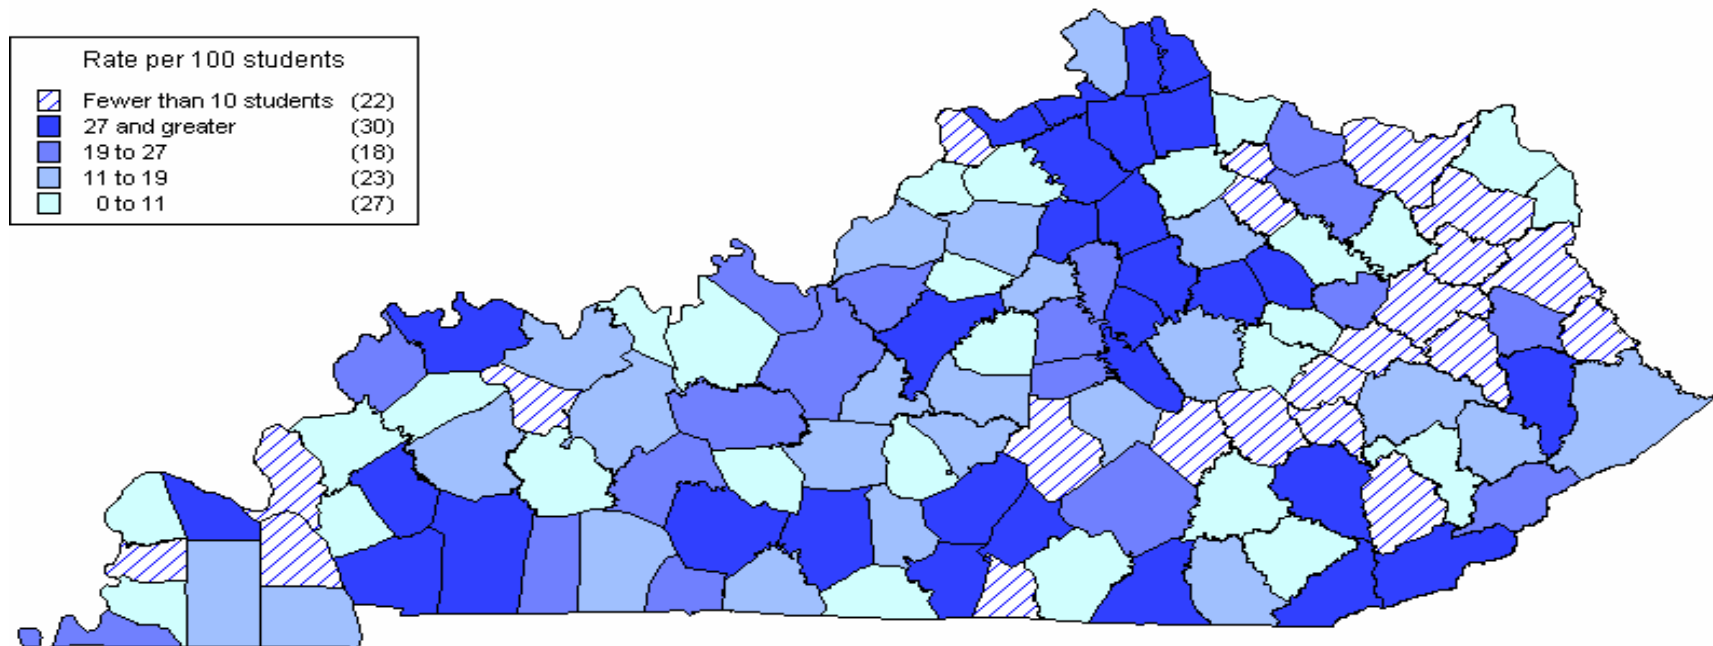 Rate per 100 students
Fewer than 10 students (22)
27 and greater (30)
19 to 27 (18)
11 to 19 (23)
0 to 11 (27)